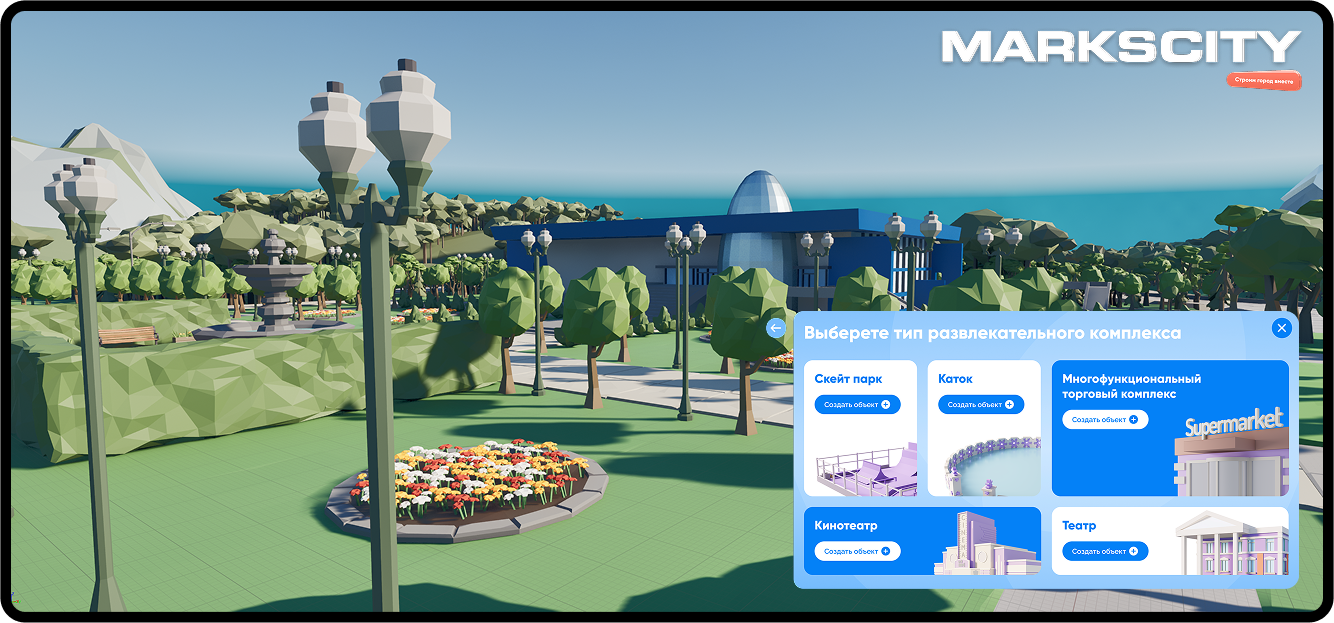 MARKSCITY
Строим город вместе
Выберете тип развлекательного комплекса
Скейт парк
Создать объект
Каток
Создать объект
Многофункциональный
торговый комплекс
Создать объект
Supermarket
Кинотеатр
Создать объект
CINEMA
Театр
Создать объект